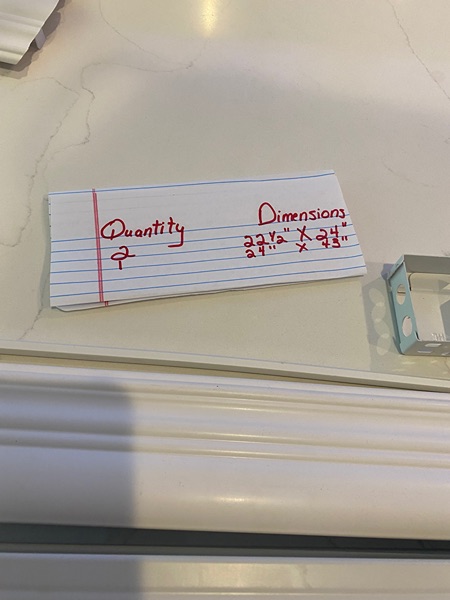 Quantity Dimensions
2 22 1/2" X 24"
1 24" x 43"